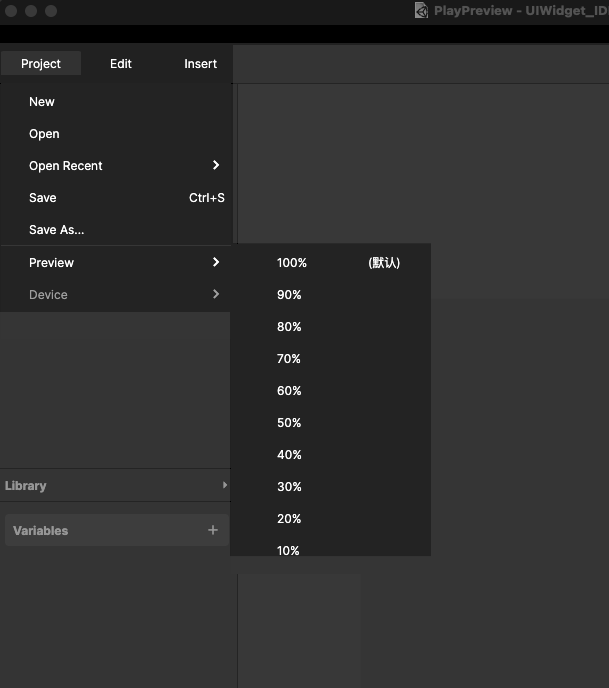 PlayPreview - UIWidget_ID
Project Edit Insert
New
Open
Open Recent
Save Ctrl+S
Save As...
Preview
Device
100% (默认)
90%
80%
70%
60%
50%
40%
30%
20%
10%
Library
Variables +